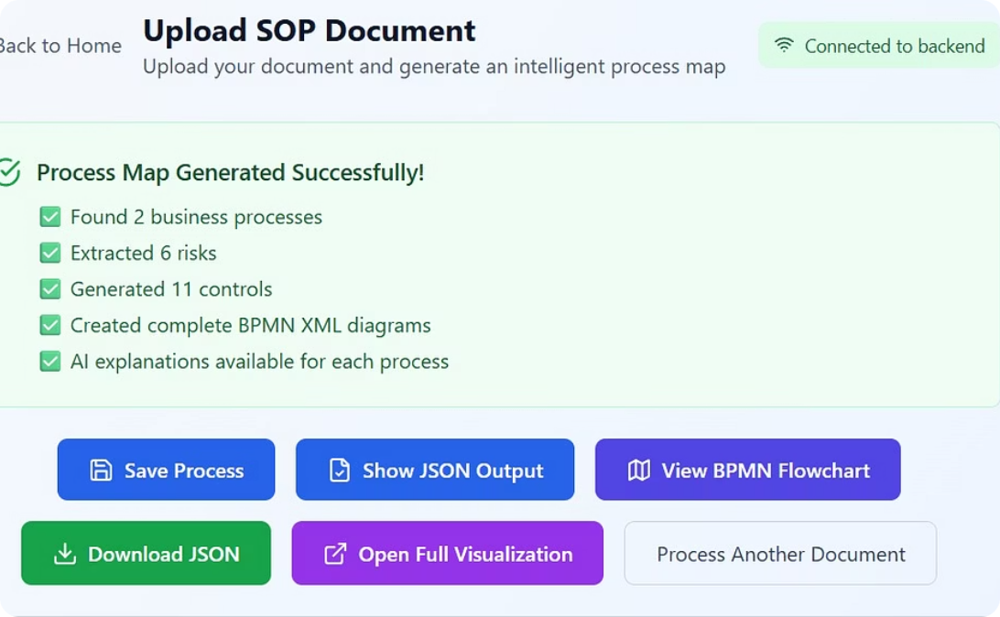 Back to Home
Upload SOP Document
Upload your document and generate an intelligent process map
Connected to backend
Process Map Generated Successfully!
Found 2 business processes
Extracted 6 risks
Generated 11 controls
Created complete BPMN XML diagrams
AI explanations available for each process
Save Process
Show JSON Output
View BPMN Flowchart
Download JSON
Open Full Visualization
Process Another Document